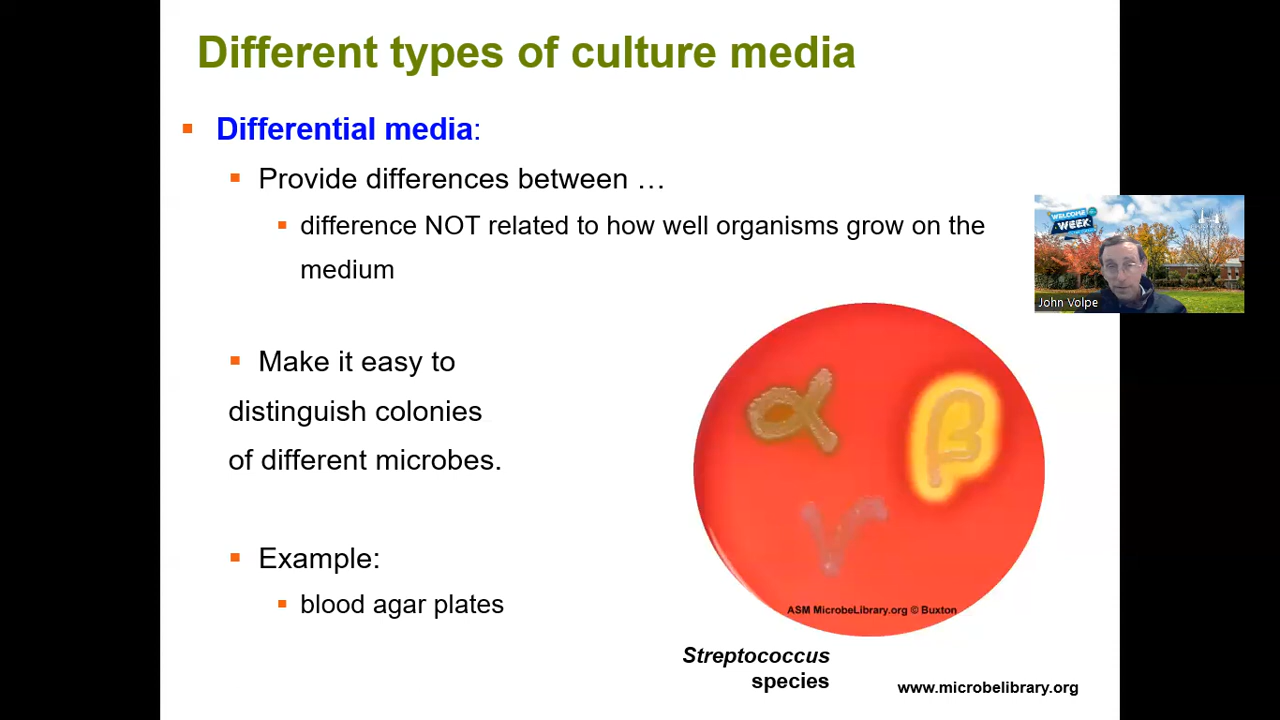 Different types of culture media
Differential media:
Provide differences between …
difference NOT related to how well organisms grow on the
medium
WELCOME
WEEK
John Volpe
Make it easy to
distinguish colonies
of different microbes.
α
β
γ
Example:
blood agar plates
ASM MicrobeLibrary.org © Buxton
Streptococcus
species
www.microbelibrary.org